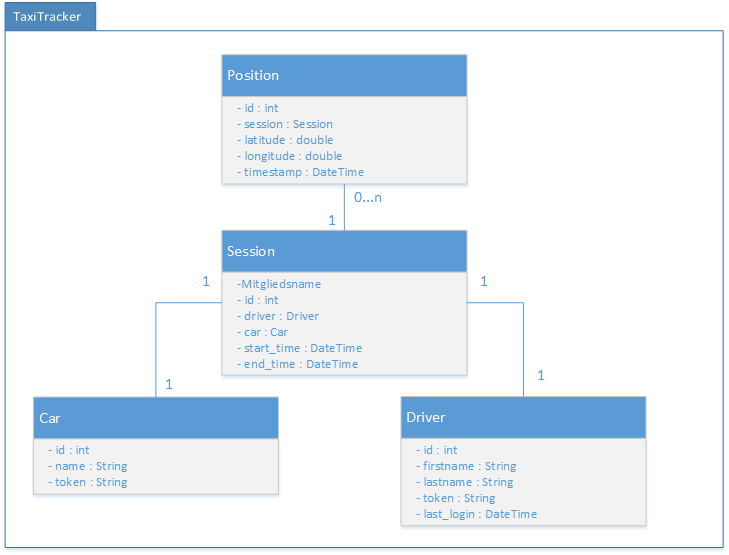 TaxiTracker
Position
- id : int
- session : Session
- latitude : double
- longitude : double
- timestamp : DateTime
0...n
1
Session
-Mitgliedsname
- id : int
- driver : Driver
- car : Car
- start_time : DateTime
- end_time : DateTime
1
1
1
1
Car
- id : int
- name : String
- token : String
Driver
- id : int
- firstname : String
- lastname : String
- token : String
- last_login : DateTime